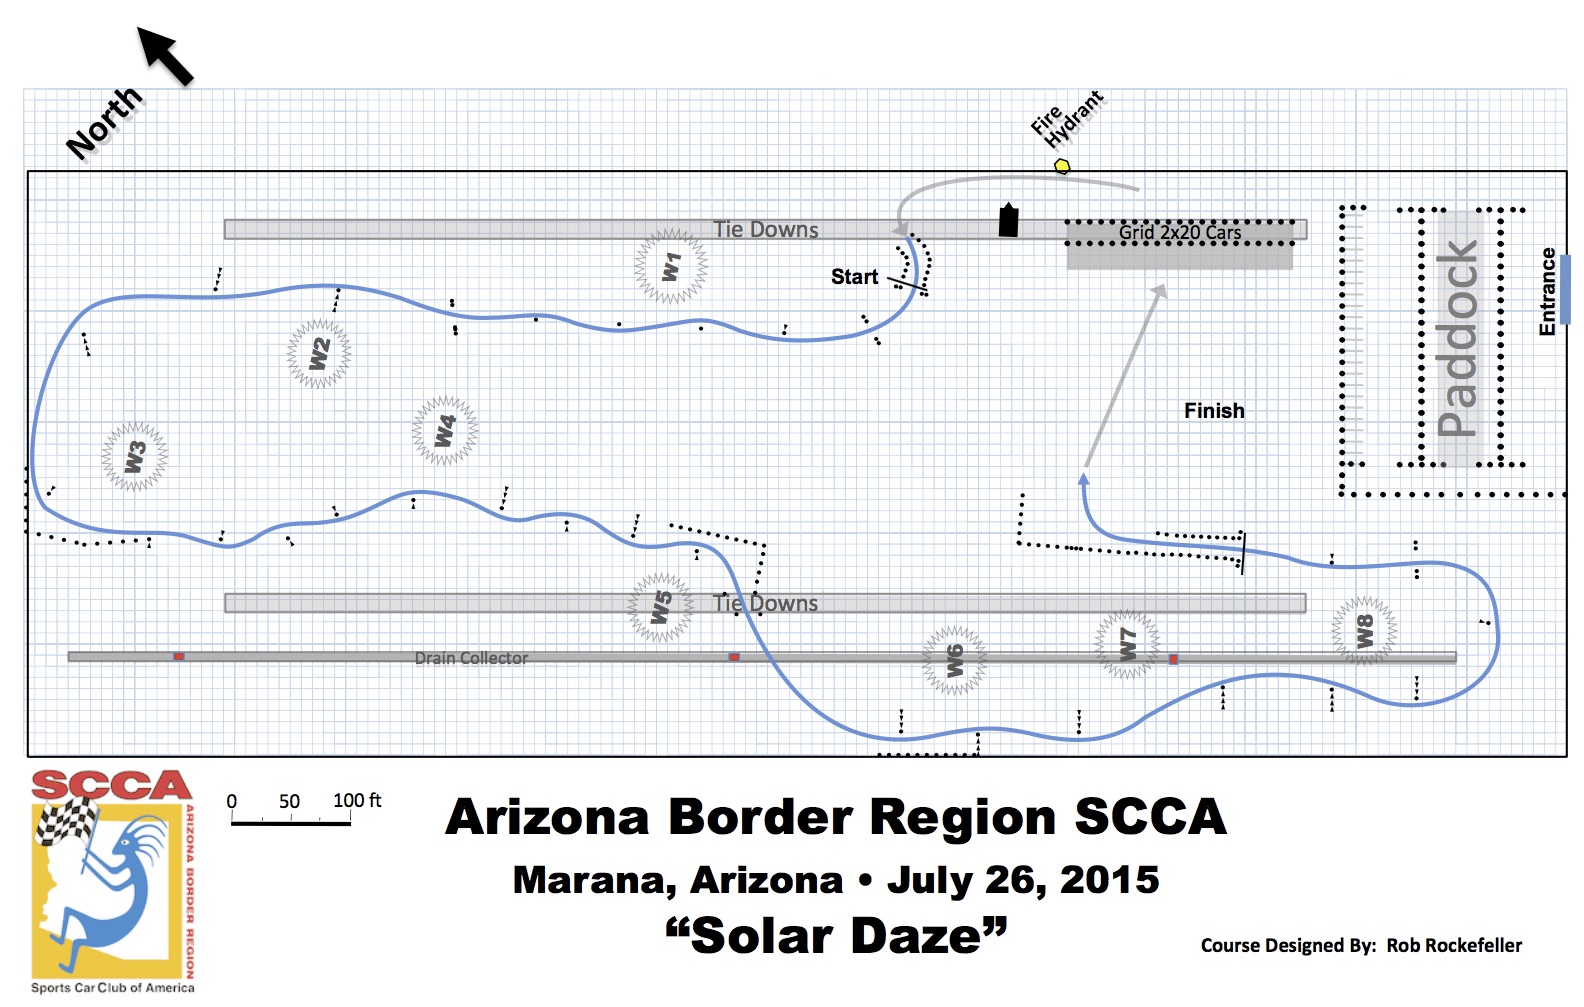 North
Fire
Hydrant
Tie Downs
Grid 2x20 Cars
W1
Start
Entrance
Paddock
W2
Finish
W4
W3
W5
Tie Downs
W8
W7
W6
Drain Collector
SCCA
ARIZONA BORDER REGION
Sports Car Club of America
0 50 100 ft
Arizona Border Region SCCA
Marana, Arizona • July 26, 2015
“Solar Daze”
Course Designed By: Rob Rockefeller